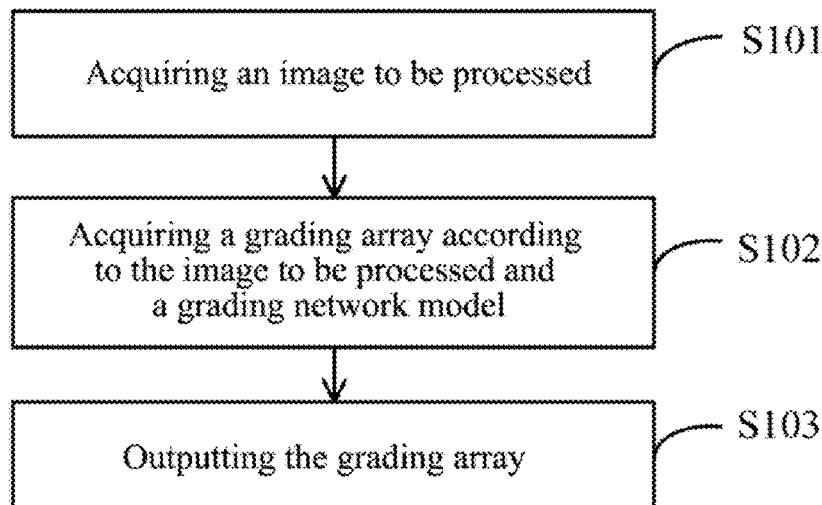 Acquiring an image to be processed
S101
Acquiring a grading array according
to the image to be processed and
a grading network model
S102
Outputting the grading array
S103